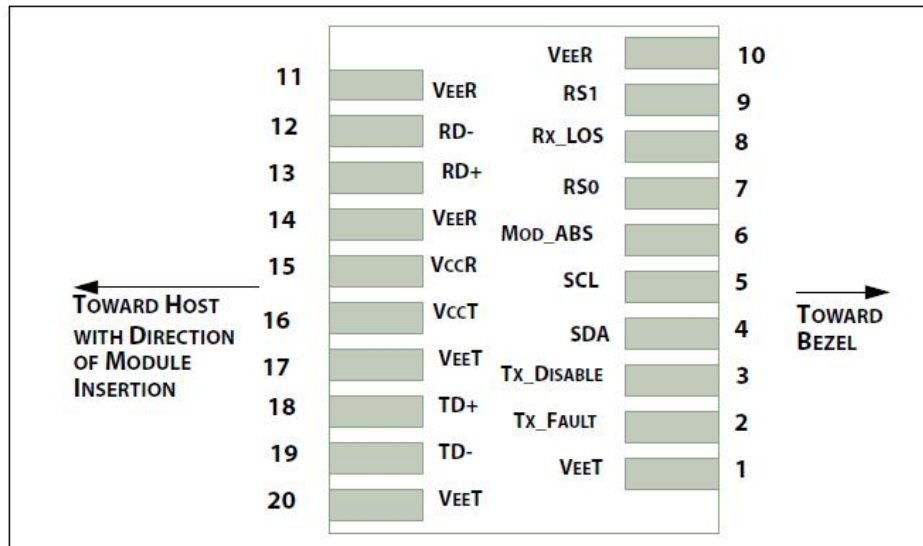 11 VEER
12 RD-
13 RD+
14 VEER
15 VCCR
16 VCCT
17 VEET
18 TD+
19 TD-
20 VEET
TOWARD HOST
WITH DIRECTION
OF MODULE
INSERTION
VEER 10
RS1 9
RX_LOS 8
RS0 7
MOD_ABS 6
SCL 5
SDA 4
TX_DISABLE 3
TX_FAULT 2
VEET 1
TOWARD
BEZEL